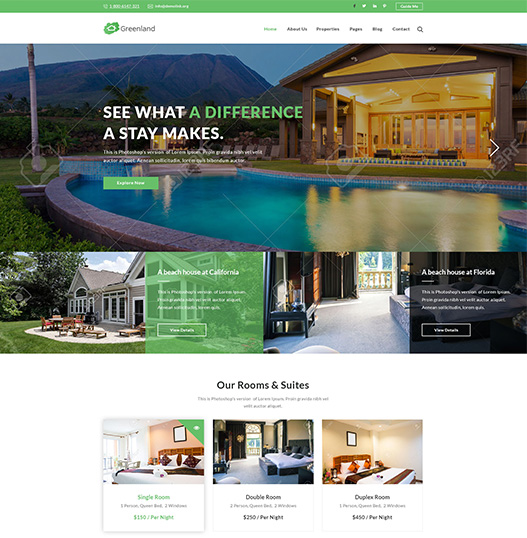 1 800 6547 321
info@demolink.org
Guide Me
Greenland
Home About Us Properties Pages Blog Contact
SEE WHAT A DIFFERENCE
A STAY MAKES.
This is Photoshop's version of Lorem Ipsum. Proin gravida nibh vel velit
auctor aliquet. Aenean sollicitudin, lorem quis bibendum auctor.
Explore Now
A beach house at California
This is Photoshop's version of
Lorem Ipsum. Proin gravida nibh
auctor aliquet. Aenean
sollicitudin, lorem quis.
View Details
A beach house at Florida
This is Photoshop's version of
Lorem Ipsum. Proin gravida nibh
auctor aliquet. Aenean
sollicitudin, lorem quis.
View Details
Our Rooms & Suites
This is Photoshop's version of Lorem Ipsum. Proin gravida nibh vel
velit auctor aliquet.
Single Room
1 Person, Queen Bed, 2 Windows
$150 / Per Night
Double Room
2 Person, Queen Bed, 2 Windows
$250 / Per Night
Duplex Room
1 Person, Queen Bed, 2 Windows
$450 / Per Night